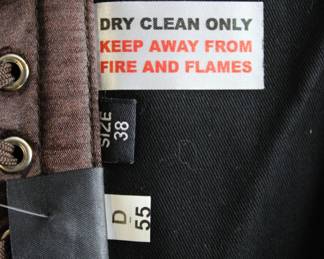 DRY CLEAN ONLY
KEEP AWAY FROM
FIRE AND FLAMES
SIZE
38
D
55